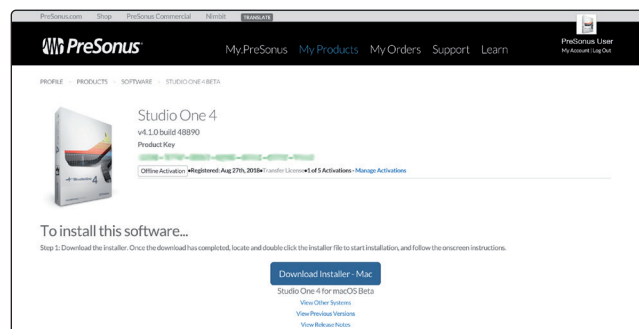 PreSonus.com Shop PreSonus Commercial Nimbit TRANSLATE
PreSonus
My.PreSonus My Products My Orders Support Learn
PreSonus User
My Account | Log Out
PROFILE PRODUCTS SOFTWARE STUDIO ONE 4 BETA
Studio One 4
v4.1.0 build 48890
Product Key
Offline Activation •Registered: Aug 27th, 2018•Transfer License•1 of 5 Activations - Manage Activations
To install this software...
Step 1: Download the installer. Once the download has completed, locate and double click the installer file to start installation, and follow the onscreen instructions.
Download Installer - Mac
Studio One 4 for macOS Beta
View Other Systems
View Previous Versions
View Release Notes